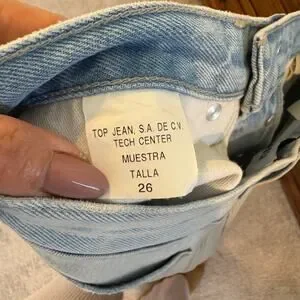 TOP JEAN, S.A. DE C.V.
TECH CENTER
MUESTRA
TALLA
26